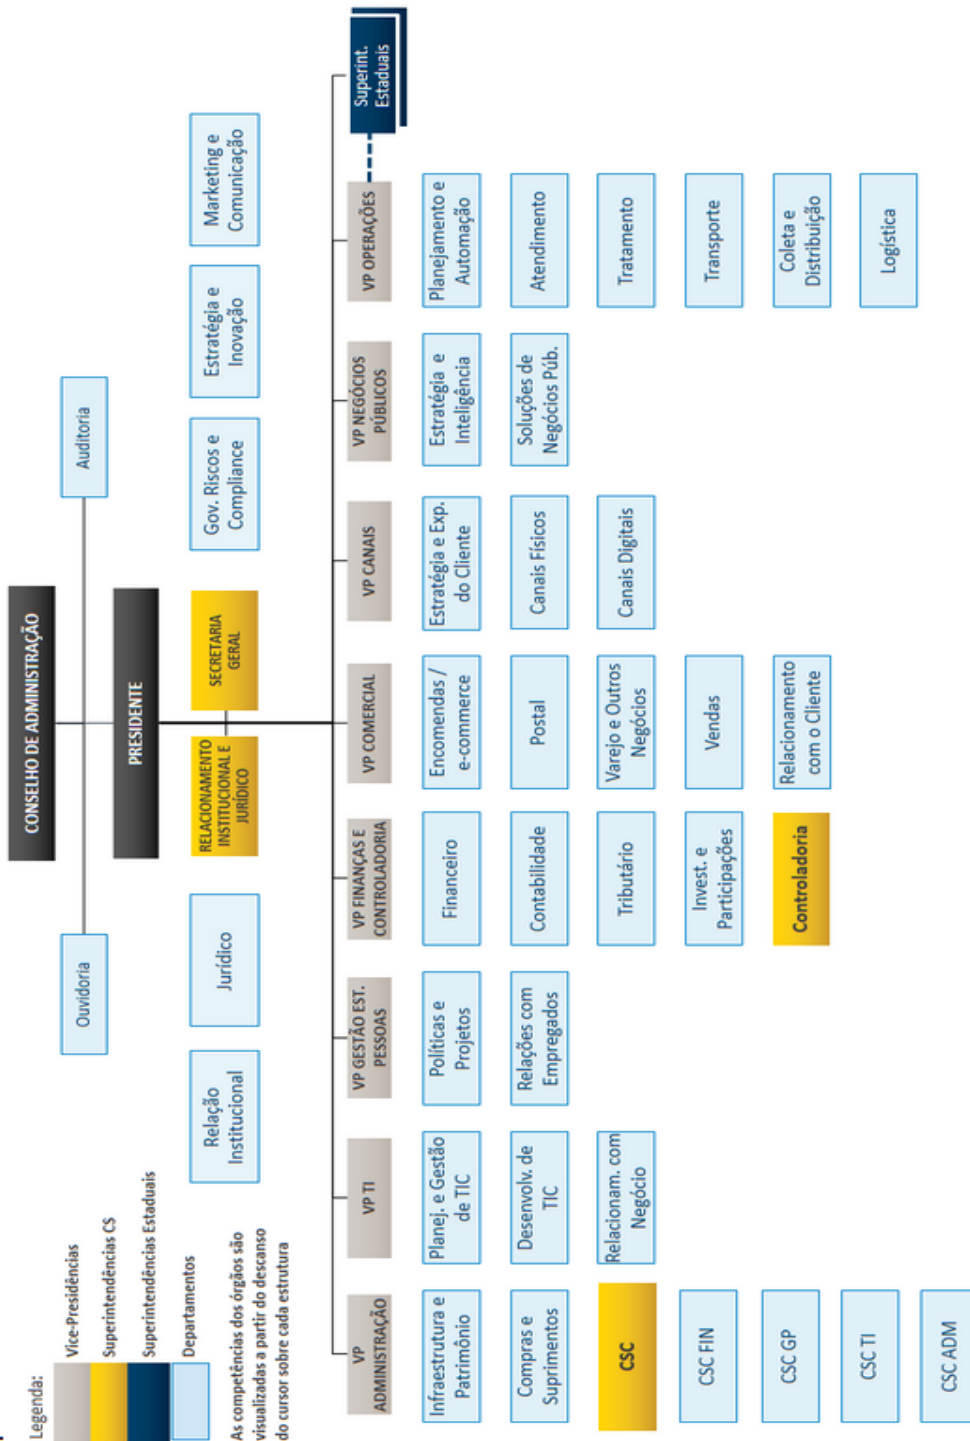 CONSELHO DE ADMINISTRAÇÃO
Ouvidoria
Auditoria
PRESIDENTE
Legenda:
Vice-Presidências
Superintendências CS
Superintendências Estaduais
Departamentos
As competências dos órgãos são
visualizadas a partir do descanso
do cursor sobre cada estrutura
Relação
Institucional
Jurídico
RELACIONAMENTO
INSTITUCIONAL E
JURÍDICO
SECRETARIA
GERAL
Gov. Riscos e
Compliance
Estratégia e
Inovação
Marketing e
Comunicação
VP
ADMINISTRAÇÃO
Infraestrutura e
Patrimônio
Compras e
Suprimentos
CSC
CSC FIN
CSC GP
CSC TI
CSC ADM
VP TI
Planej. e Gestão
de TIC
Desenvolv. de
TIC
Relacionam. com
Negócio
VP GESTÃO EST.
PESSOAS
Políticas e
Projetos
Relações com
Empregados
VP FINANÇAS E
CONTROLADORIA
Financeiro
Contabilidade
Tributário
Invest. e
Participações
Controladoria
VP COMERCIAL
Encomendas /
e-commerce
Postal
Varejo e Outros
Negócios
Vendas
Relacionamento
com o Cliente
VP CANAIS
Estratégia e Exp.
do Cliente
Canais Físicos
Canais Digitais
VP NEGÓCIOS
PÚBLICOS
Estratégia e
Inteligência
Soluções de
Negócios Púb.
VP OPERAÇÕES
Planejamento e
Automação
Atendimento
Tratamento
Transporte
Coleta e
Distribuição
Logística
Superint.
Estaduais